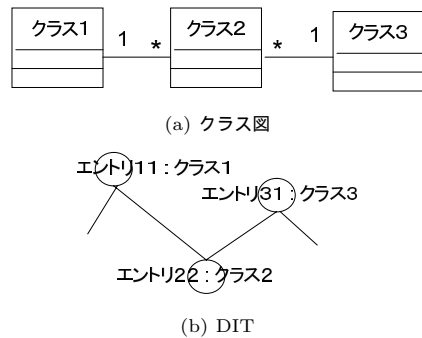 クラス1 クラス2 クラス3
1 * * 1
(a) クラス図
エントリ11 : クラス1
エントリ31 : クラス3
エントリ22 : クラス2
(b) DIT